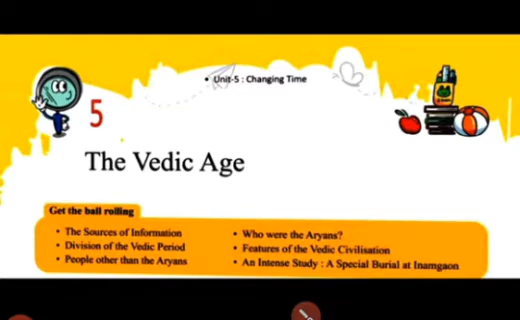 • Unit-5 : Changing Time
5
The Vedic Age
Get the ball rolling
• The Sources of Information
• Division of the Vedic Period
• People other than the Aryans
• Who were the Aryans?
• Features of the Vedic Civilisation
• An Intense Study : A Special Burial at Inamgaon